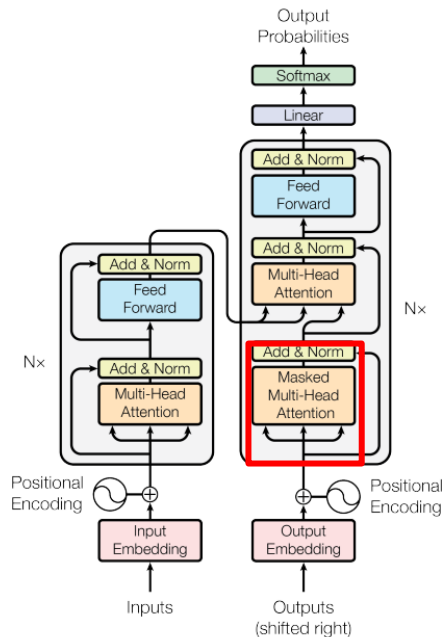 Output
Probabilities
Softmax
Linear
Add & Norm
Feed
Forward
Add & Norm
Multi-Head
Attention
Nx
Add & Norm
Masked
Multi-Head
Attention
Add & Norm
Feed
Forward
Nx
Add & Norm
Multi-Head
Attention
Positional
Encoding
Positional
Encoding
Input
Embedding
Output
Embedding
Inputs
Outputs
(shifted right)